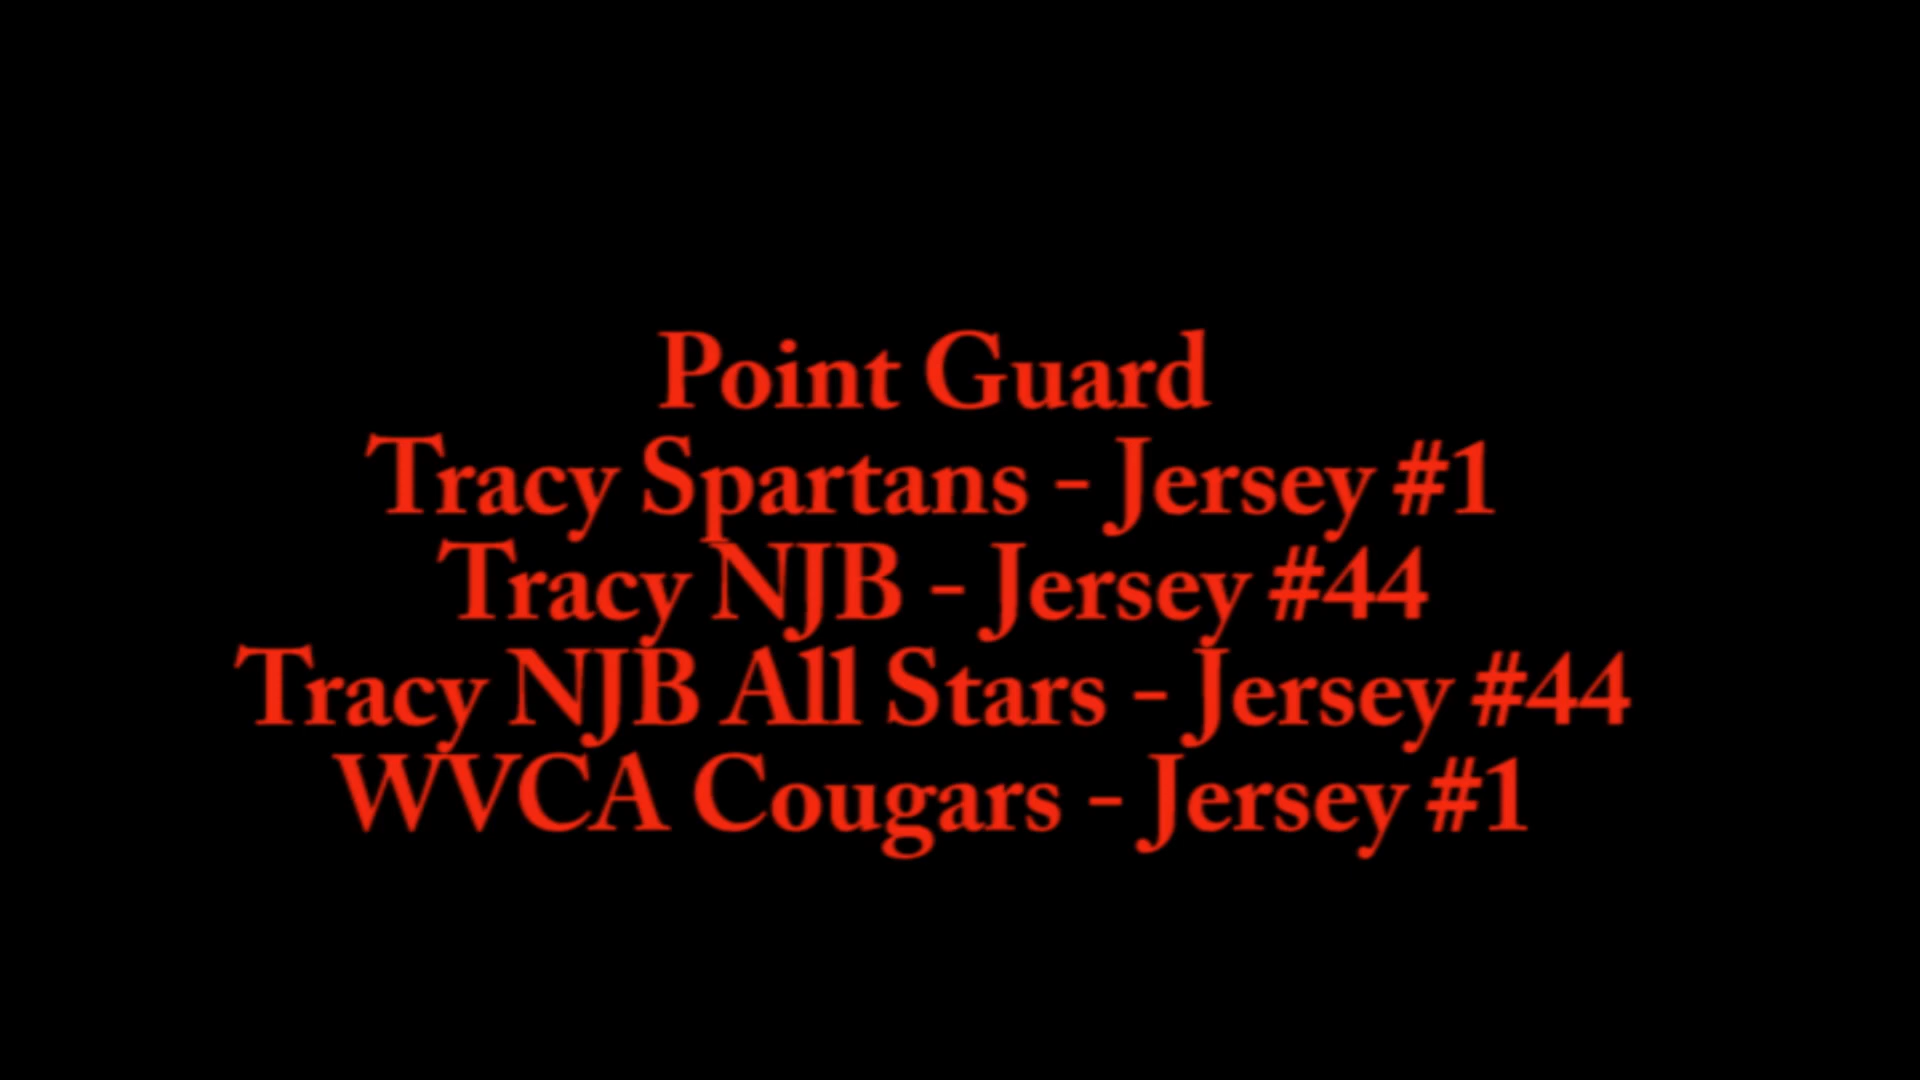 Point Guard
Tracy Spartans - Jersey #1
Tracy NJB - Jersey #44
Tracy NJB All Stars - Jersey #44
WVCA Cougars - Jersey #1